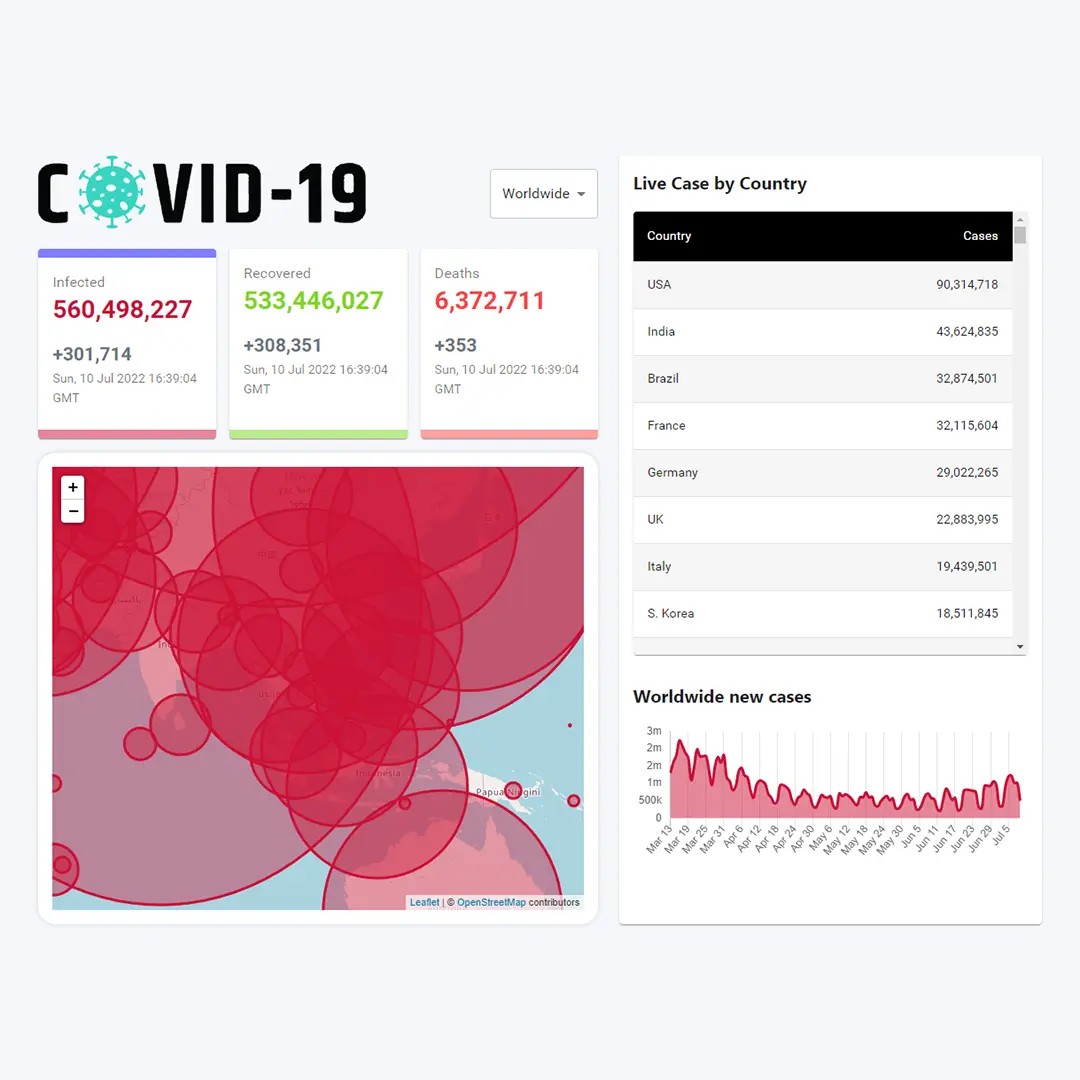 COVID-19
Worldwide
Infected
560,498,227
+301,714
Sun, 10 Jul 2022 16:39:04
GMT
Recovered
533,446,027
+308,351
Sun, 10 Jul 2022 16:39:04
GMT
Deaths
6,372,711
+353
Sun, 10 Jul 2022 16:39:04
GMT
+
−
中国
Indonesia
Papua Niugini
Leaflet | © OpenStreetMap contributors
Live Case by Country
Country Cases
USA 90,314,718
India 43,624,835
Brazil 32,874,501
France 32,115,604
Germany 29,022,265
UK 22,883,995
Italy 19,439,501
S. Korea 18,511,845
Worldwide new cases
3m
2m
2m
1m
500k
0
Mar 13 Mar 19 Mar 25 Mar 31 Apr 6 Apr 12 Apr 18 Apr 24 Apr 30 May 6 May 12 May 18 May 24 May 30 Jun 5 Jun 11 Jun 17 Jun 23 Jun 29 Jul 5